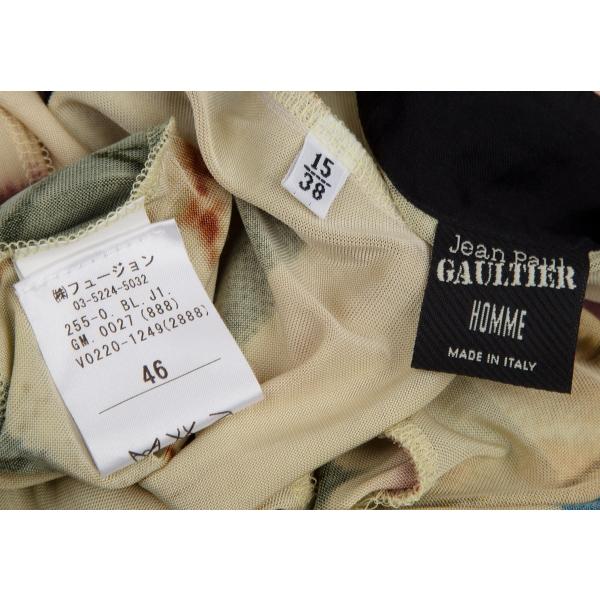 15
38
㈱フュージョン
03-5224-5032
255-0. BL. J1.
GM. 0027 (888)
V0220-1249(2888)
46
Jean Paul
GAULTIER
HOMME
MADE IN ITALY